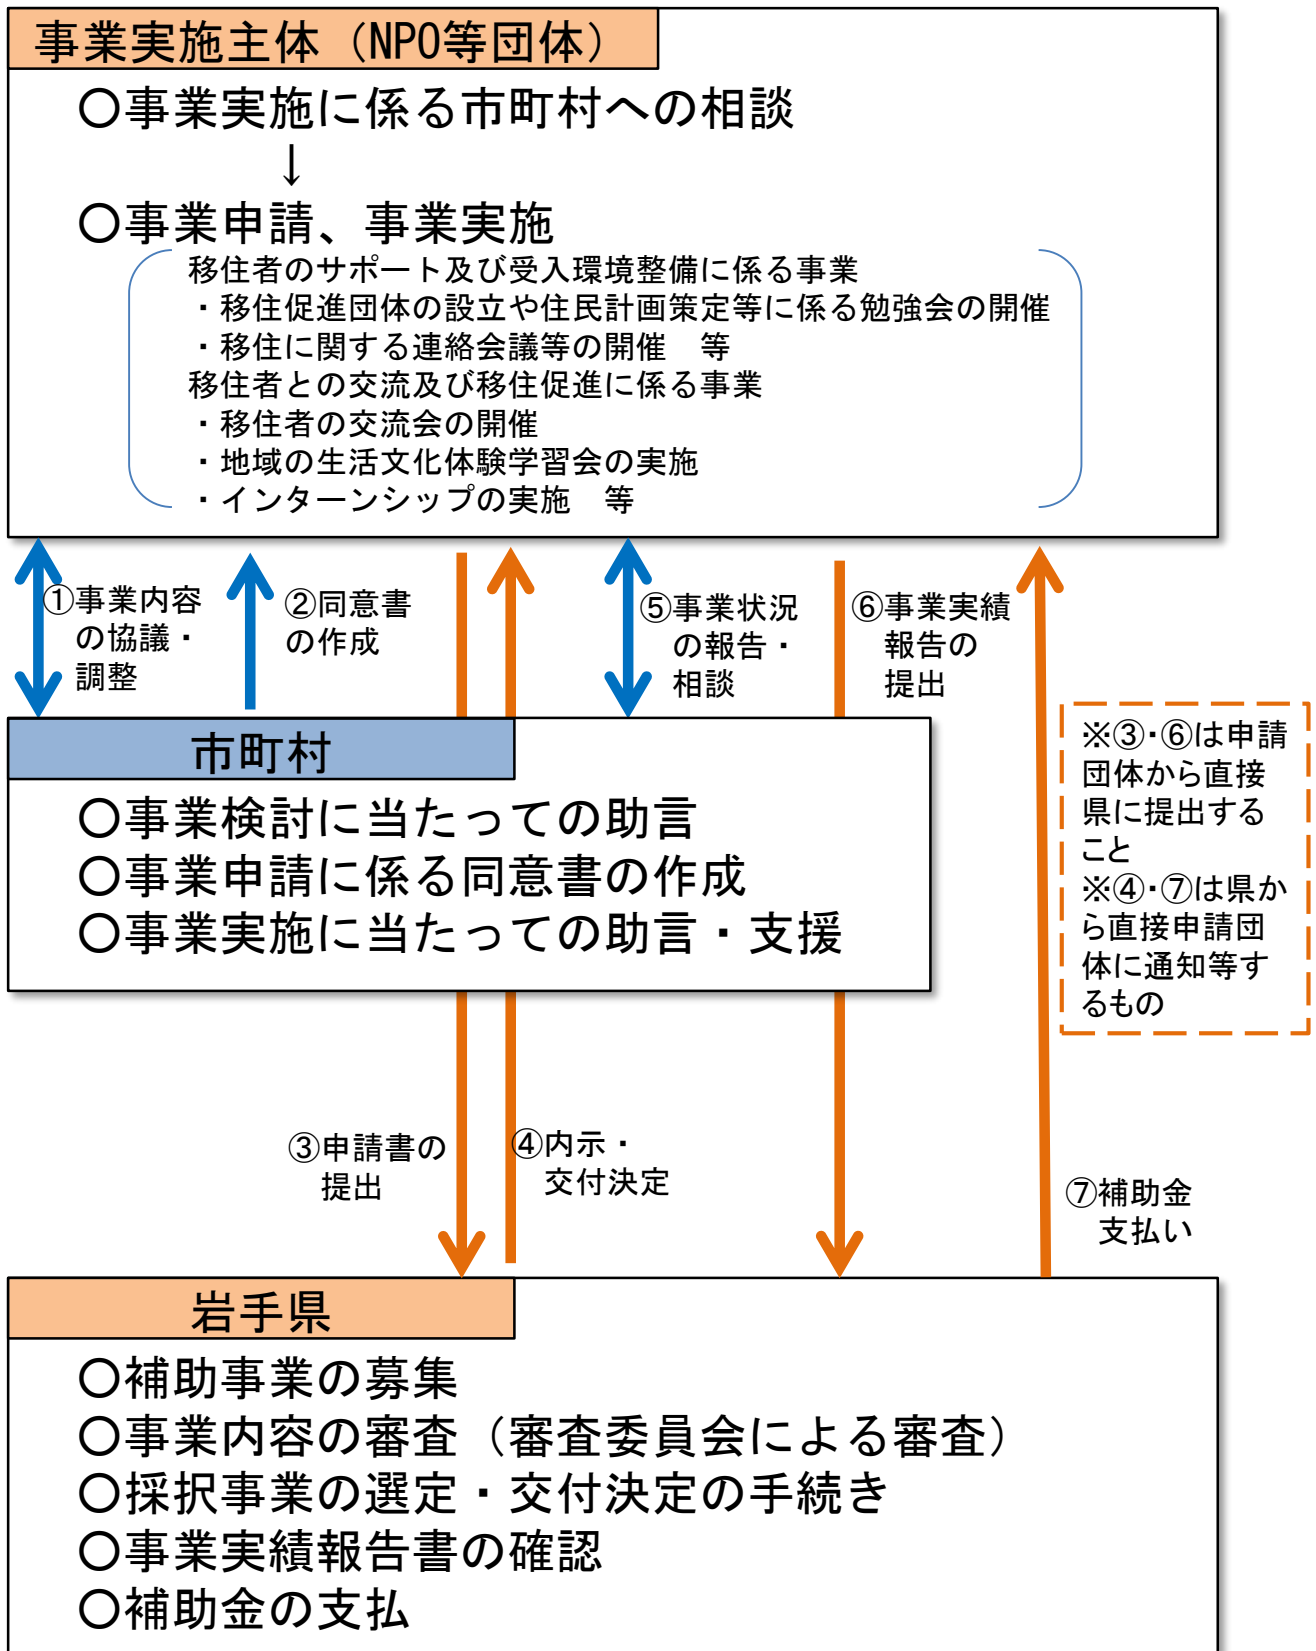 事業実施主体（NPO等団体）
〇事業実施に係る市町村への相談
↓
〇事業申請、事業実施
移住者のサポート及び受入環境整備に係る事業
・移住促進団体の設立や住民計画策定等に係る勉強会の開催
・移住に関する連絡会議等の開催　等
移住者との交流及び移住促進に係る事業
・移住者の交流会の開催
・地域の生活文化体験学習会の実施
・インターンシップの実施　等
①事業内容
の協議・
調整
②同意書
の作成
⑤事業状況
の報告・
相談
⑥事業実績
報告の
提出
※③・⑥は申請
団体から直接
県に提出する
こと
※④・⑦は県か
ら直接申請団
体に通知等す
るもの
市町村
〇事業検討に当たっての助言
〇事業申請に係る同意書の作成
〇事業実施に当たっての助言・支援
③申請書の
提出
④内示・
交付決定
⑦補助金
支払い
岩手県
〇補助事業の募集
〇事業内容の審査（審査委員会による審査）
〇採択事業の選定・交付決定の手続き
〇事業実績報告書の確認
〇補助金の支払